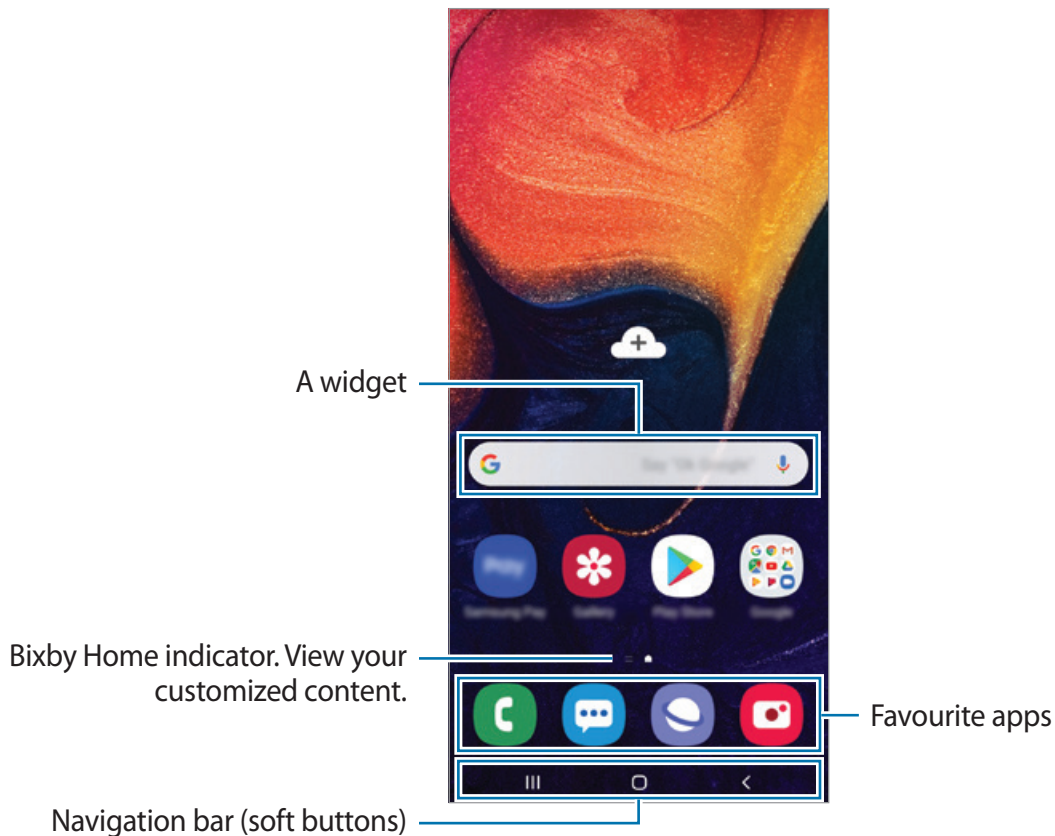 A widget
Bixby Home indicator. View your
customized content.
Favourite apps
Navigation bar (soft buttons)